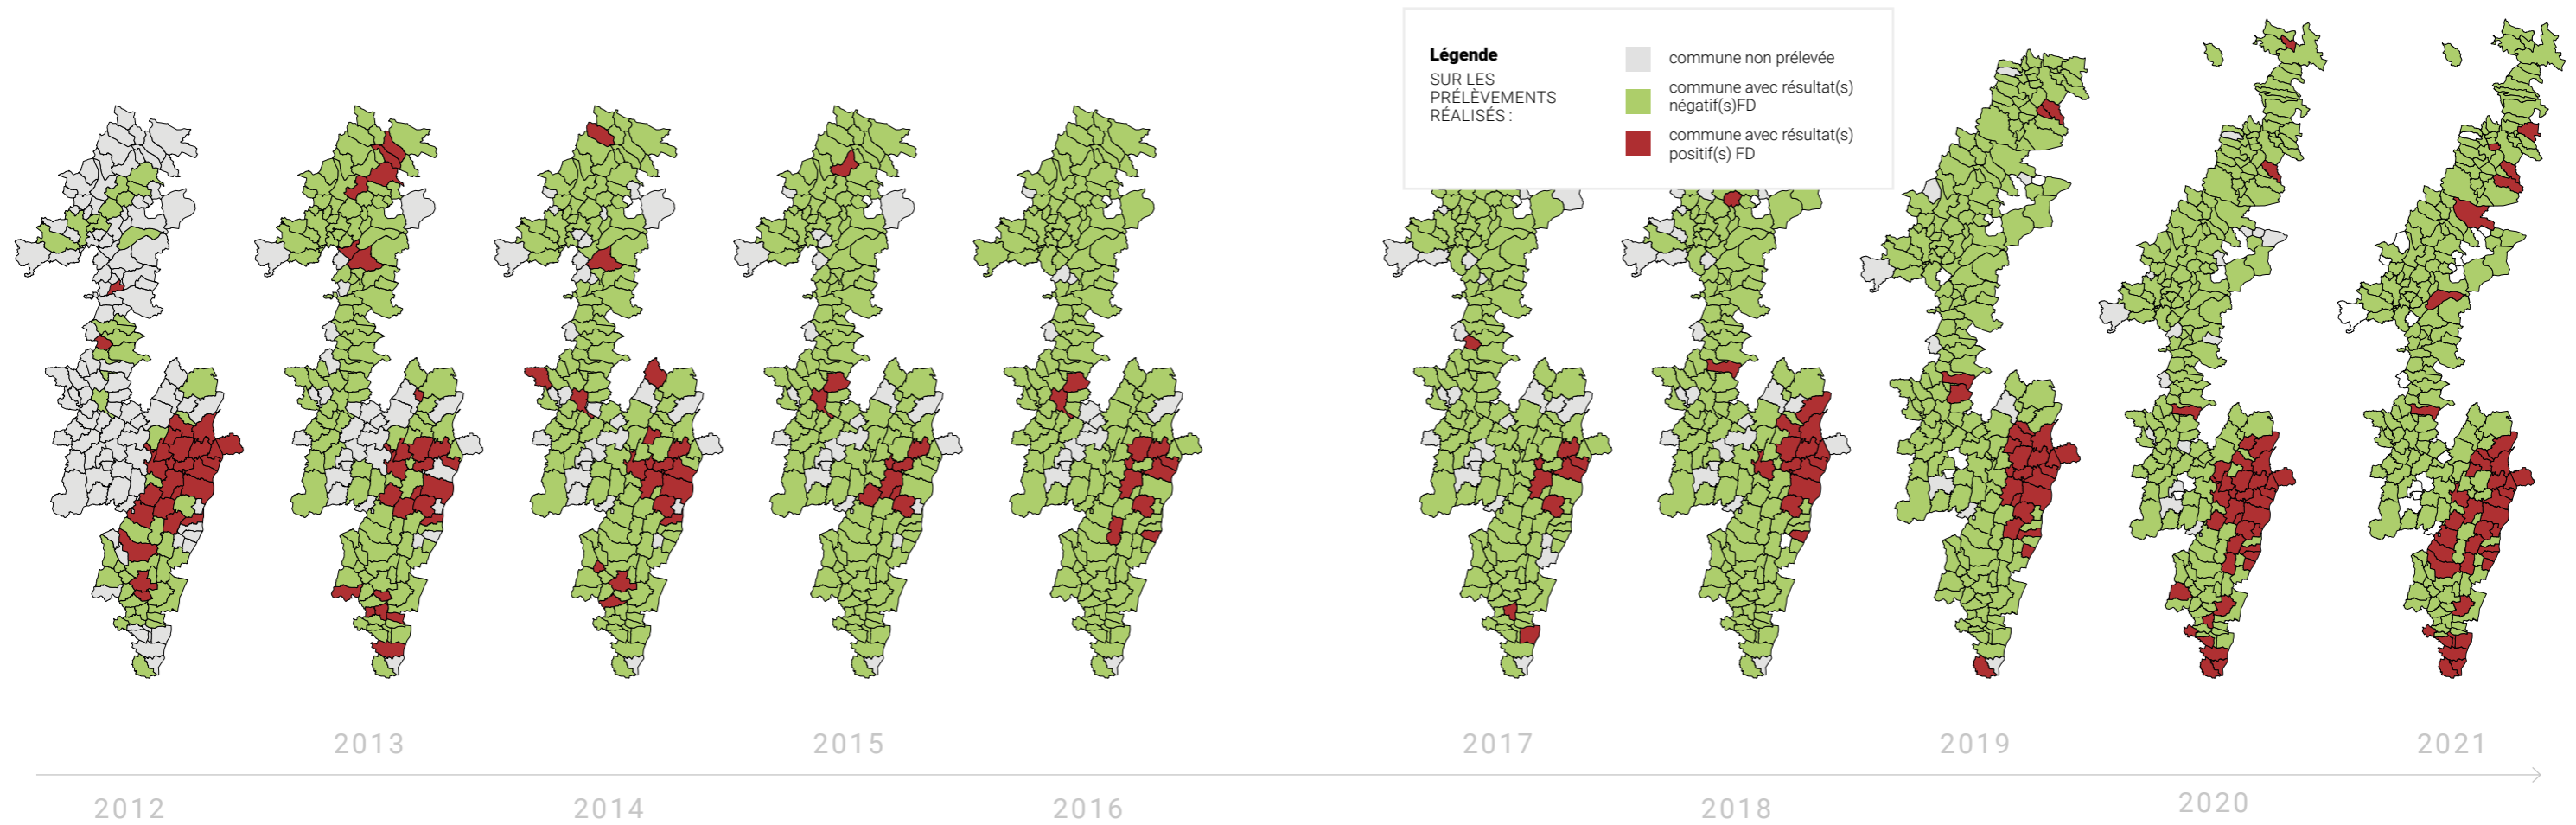 Légende
SUR LES
PRÉLÈVEMENTS
RÉALISÉS :
commune non prélevée
commune avec résultat(s)
négatif(s)FD
commune avec résultat(s)
positif(s) FD
2013
2015
2017
2019
2021
2012
2014
2016
2018
2020